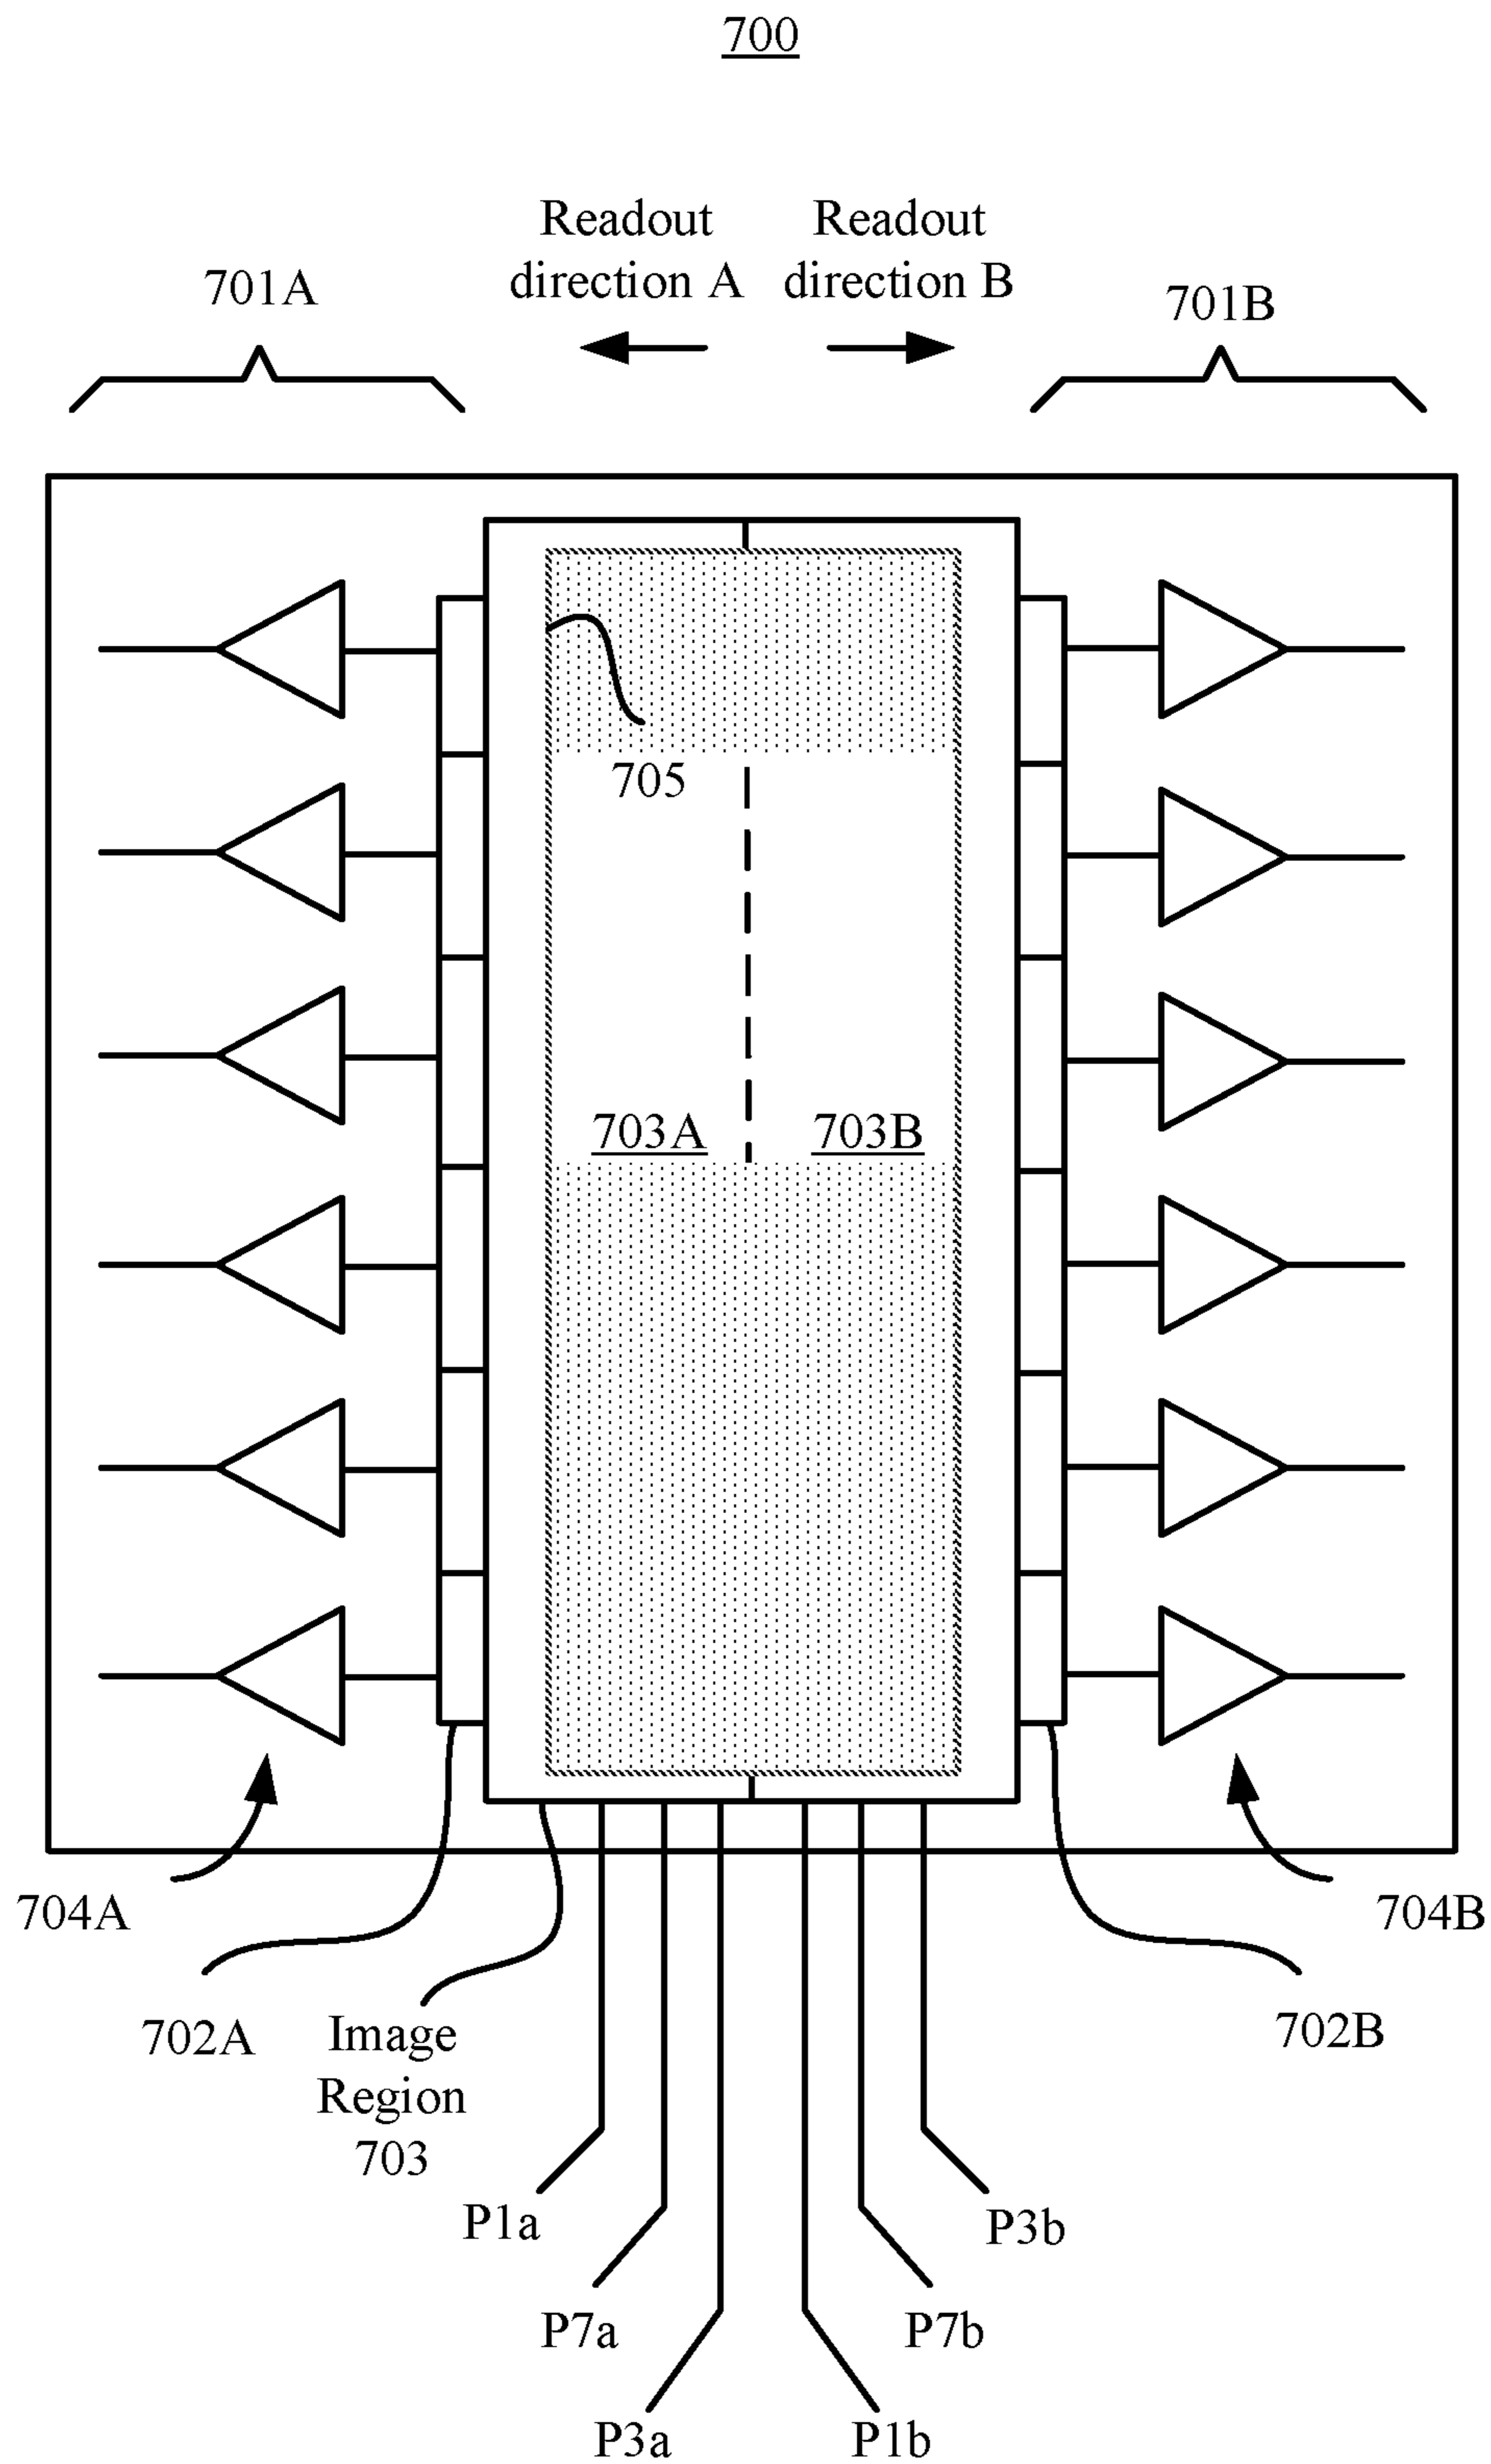 700
Readout
direction A
Readout
direction B
701A
701B
705
703A
703B
704A
704B
702A
Image
Region
703
702B
P1a
P3b
P7a
P7b
P3a
P1b